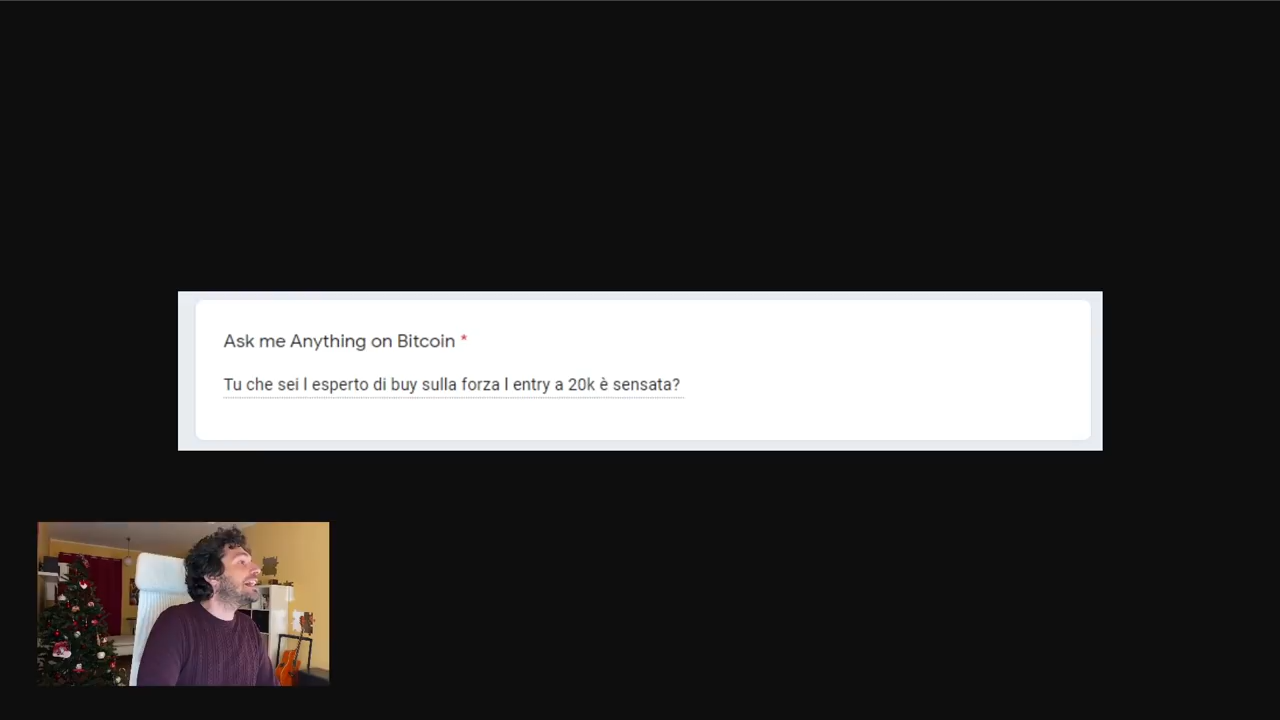 Ask me Anything on Bitcoin *
Tu che sei l esperto di buy sulla forza l entry a 20k è sensata?